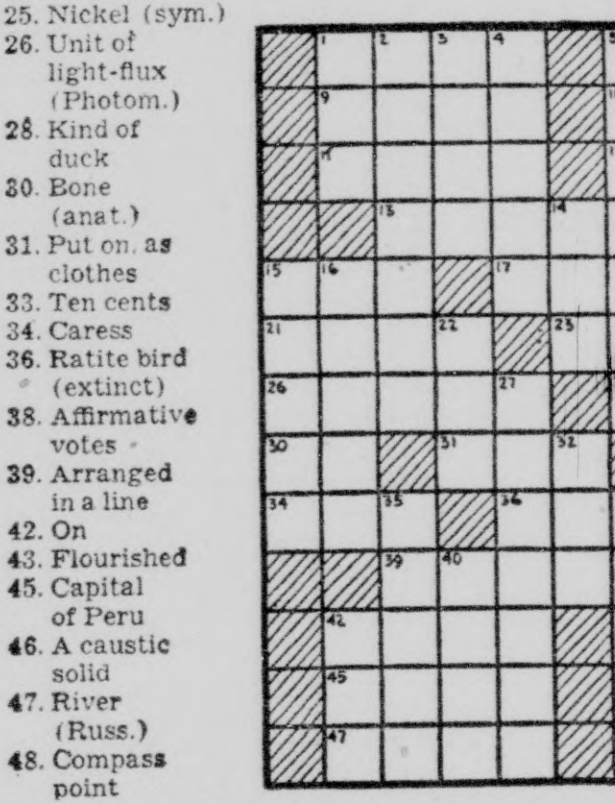 25. Nickel (sym.)
26. Unit of
light-flux
(Photom.)
28. Kind of
duck
30. Bone
(anat.)
31. Put on, as
clothes
33. Ten cents
34. Caress
36. Ratite bird
(extinct)
38. Affirmative
votes
39. Arranged
in a line
42. On
43. Flourished
45. Capital
of Peru
46. A caustic
solid
47. River
(Russ.)
48. Compass
point
1 2 3 4
9
11
13 14
15 16 17
21 22 23
26 27
30 31 32
34 35 36
39 40
42
45
47